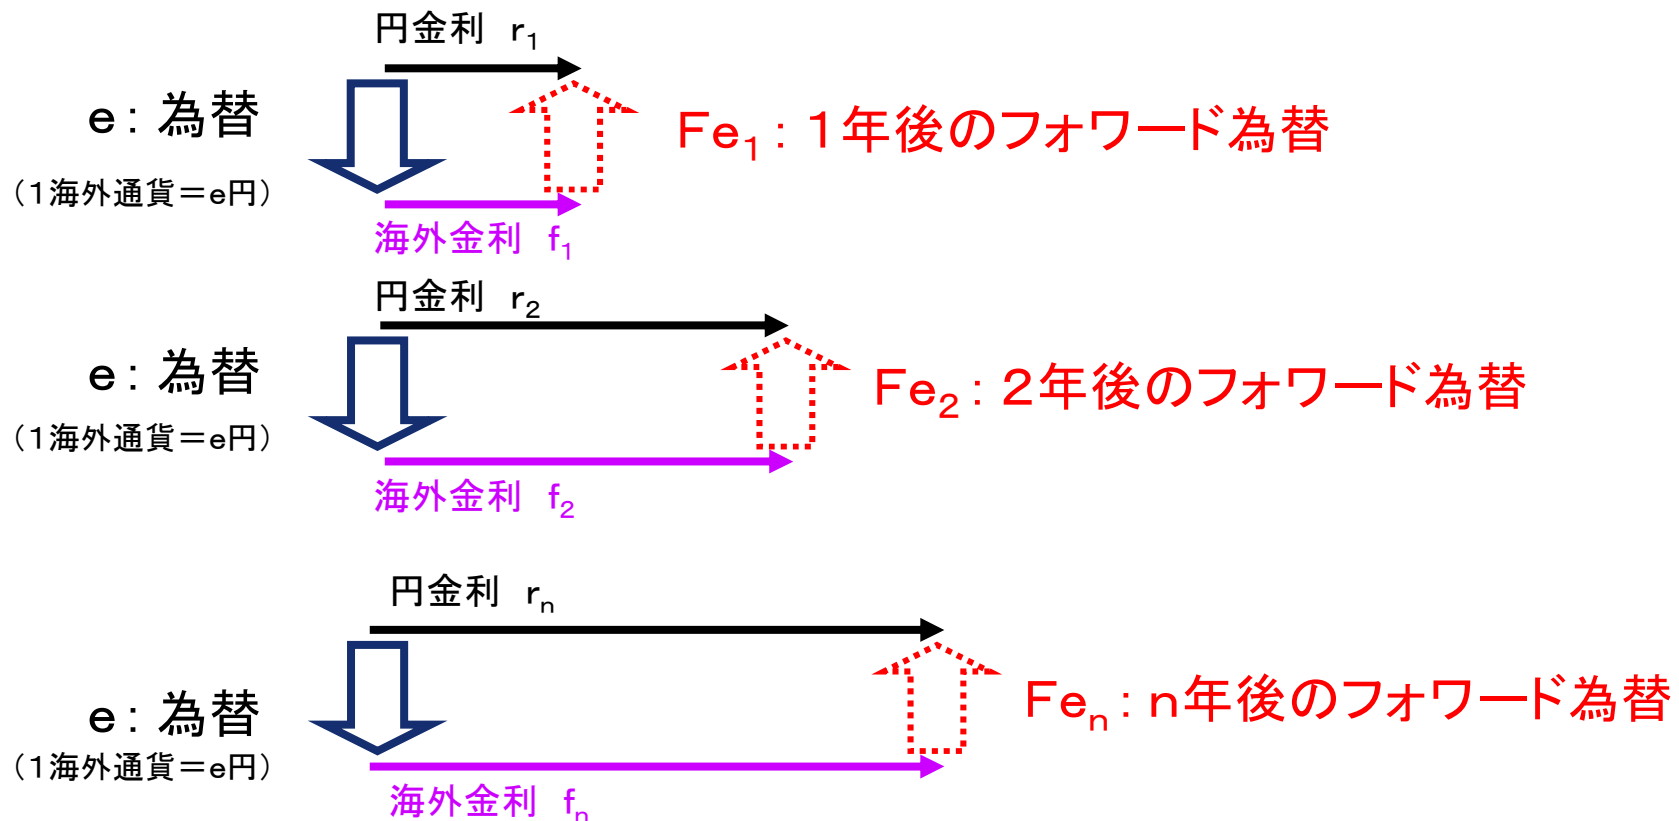 円金利 r₁
e：為替
Fe₁：１年後のフォワード為替
（１海外通貨＝e円）
海外金利 f₁
円金利 r₂
e：為替
Fe₂：２年後のフォワード為替
（１海外通貨＝e円）
海外金利 f₂
円金利 rₙ
e：為替
Feₙ：n年後のフォワード為替
（１海外通貨＝e円）
海外金利 fₙ